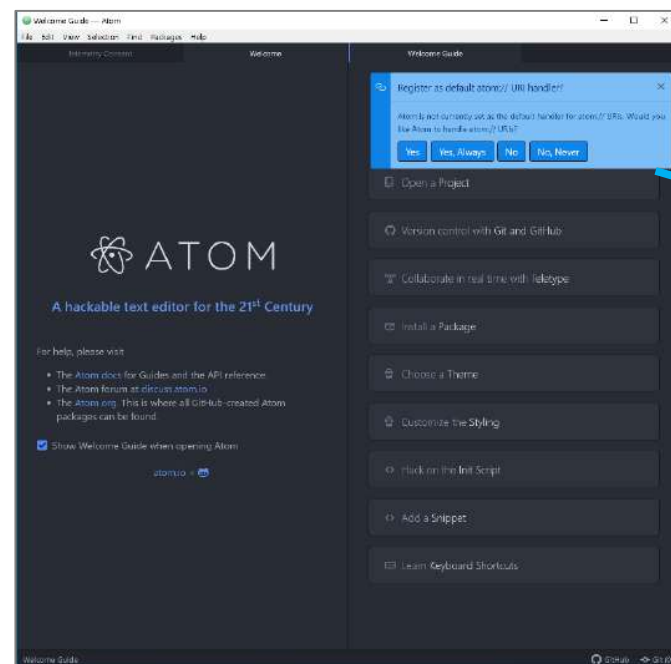 Welcome Guide — Atom
File Edit View Selection Find Packages Help
Telemetry Consent
Welcome
Welcome Guide
Register as default atom:// URI handler?
Atom is not currently set as the default handler for atom:// URIs. Would you
like Atom to handle atom:// URIs?
Yes
Yes, Always
No
No, Never
ATOM
A hackable text editor for the 21st Century
For help, please visit
The Atom docs for Guides and the API reference.
The Atom forum at discuss.atom.io
The Atom org. This is where all GitHub-created Atom
packages can be found.
Show Welcome Guide when opening Atom
atom.io ×
Open a Project
Version control with Git and GitHub
Collaborate in real time with Teletype
Install a Package
Choose a Theme
Customize the Styling
Hack on the Init Script
Add a Snippet
Learn Keyboard Shortcuts
Welcome Guide
GitHub